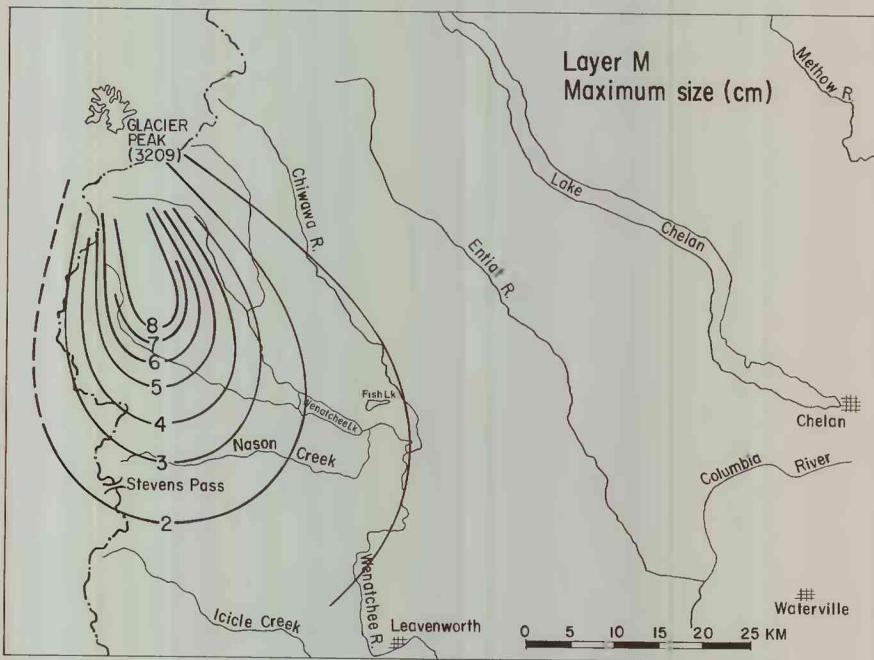 Layer M
Maximum size (cm)
Methow R.
GLACIER
PEAK
(3209)
Chiwawa R.
Lake
Chelan
Entiat R.
8
7
6
5
4
3
2
Fish Lk
Wenatchee Lk
Nason
Creek
Stevens Pass
Chelan
Columbia
River
Wenatchee R.
Icicle Creek
Leavenworth
Waterville
0 5 10 15 20 25 KM